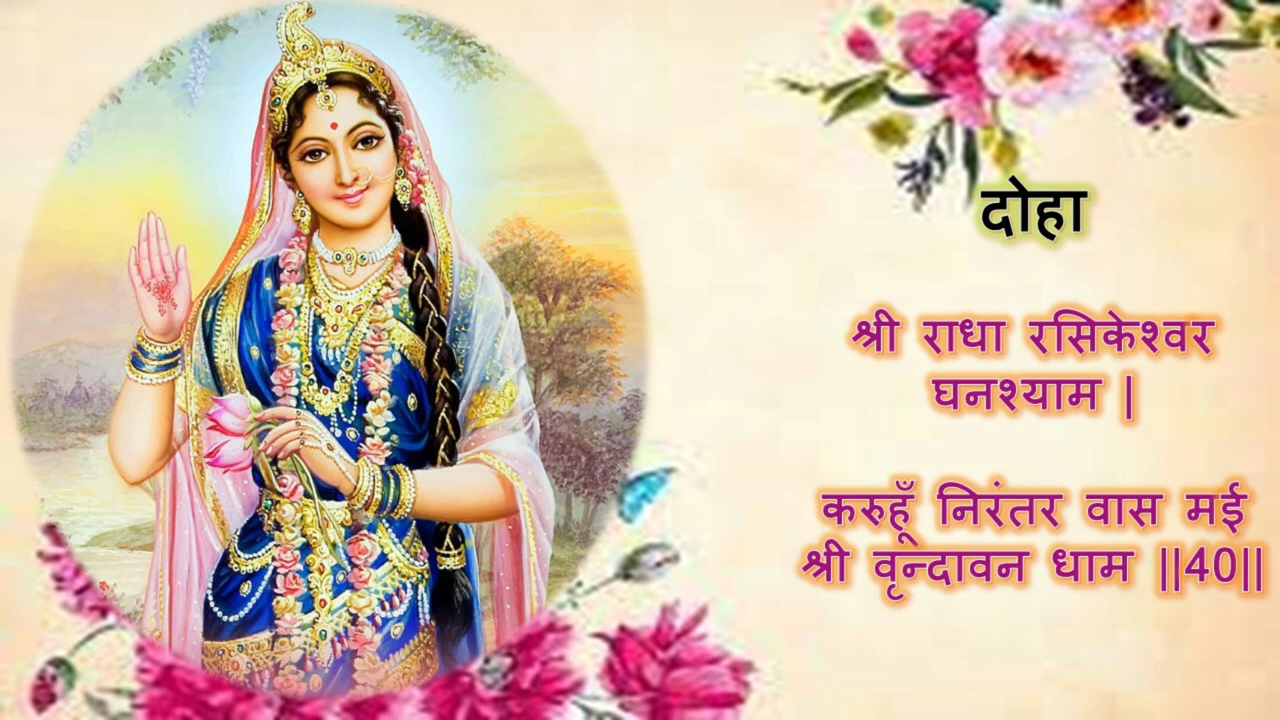 दोहा
श्री राधा रसिकेश्वर
घनश्याम |
करुहूँ निरंतर वास मई
श्री वृन्दावन धाम ||40||